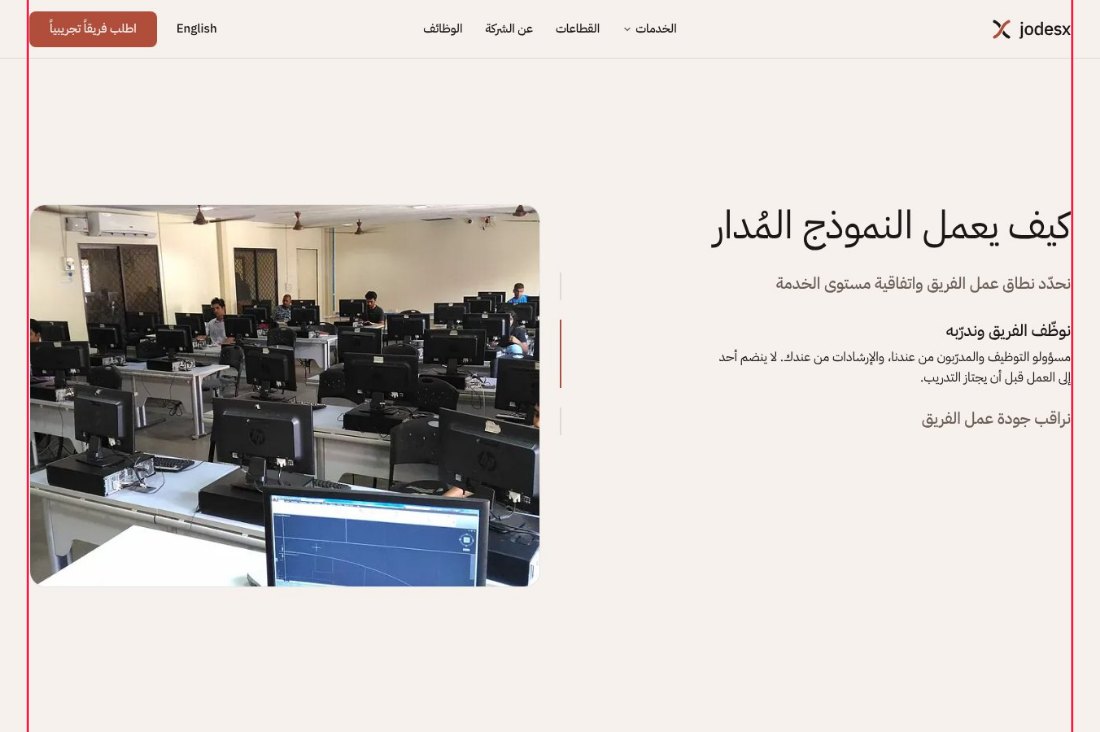 jodesx
الخدمات
القطاعات
عن الشركة
الوظائف
English
اطلب فريقاً تجريبياً
كيف يعمل النموذج المُدار
نحدّد نطاق عمل الفريق واتفاقية مستوى الخدمة
نوظّف الفريق وندرّبه
مسؤولو التوظيف والمدرّبون من عندنا، والإرشادات من عندك. لا ينضم أحد
إلى العمل قبل أن يجتاز التدريب.
نراقب جودة عمل الفريق